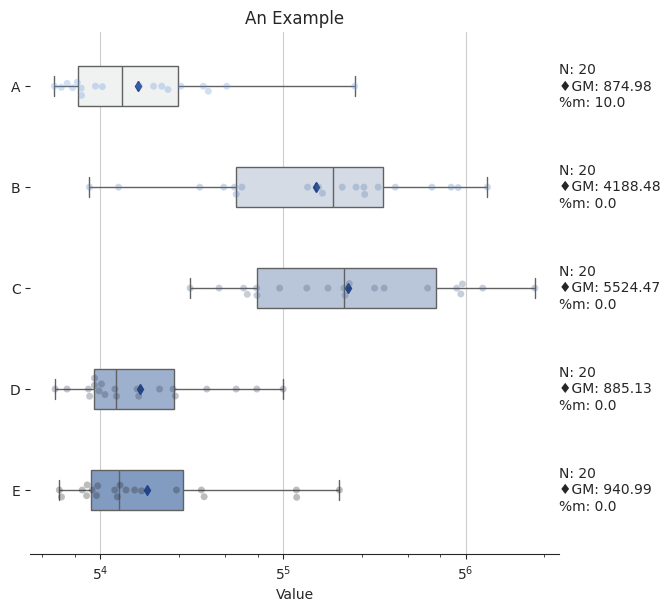 An Example
A
N: 20
♦GM: 874.98
%m: 10.0
B
N: 20
♦GM: 4188.48
%m: 0.0
C
N: 20
♦GM: 5524.47
%m: 0.0
D
N: 20
♦GM: 885.13
%m: 0.0
E
N: 20
♦GM: 940.99
%m: 0.0
5⁴ 5⁵ 5⁶
Value